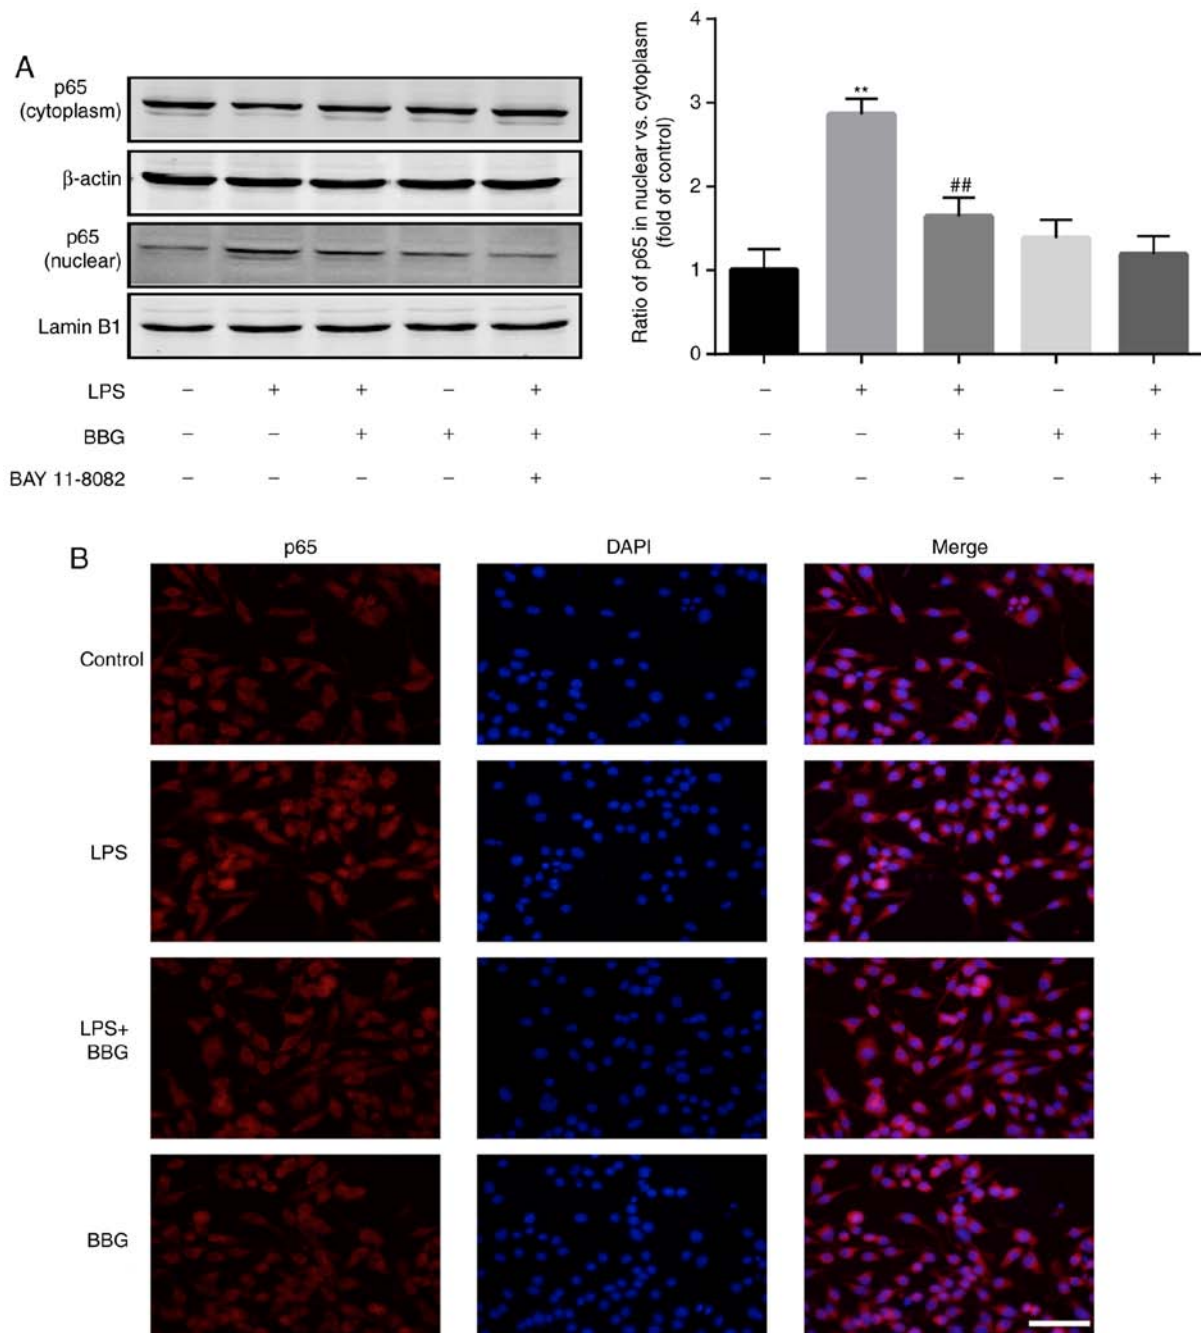 A
p65
(cytoplasm)
β-actin
p65
(nuclear)
Lamin B1
LPS − + + − +
BBG − − + + +
BAY 11-8082 − − − − +
Ratio of p65 in nuclear vs. cytoplasm
(fold of control)
4
3
2
1
0
**
##
− + + − +
− − + + +
− − − − +
B
p65 DAPI Merge
Control
LPS
LPS+
BBG
BBG